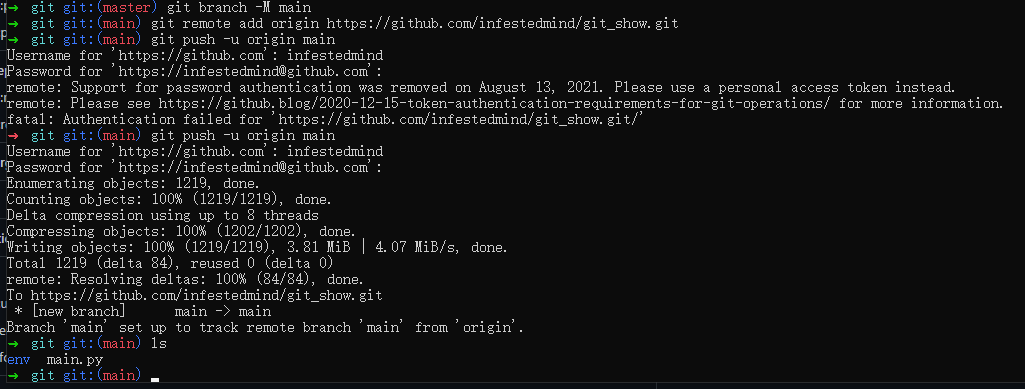 ➜ git git:(master) git branch -M main
➜ git git:(main) git remote add origin https://github.com/infestedmind/git_show.git
➜ git git:(main) git push -u origin main
Username for 'https://github.com': infestedmind
Password for 'https://infestedmind@github.com':
remote: Support for password authentication was removed on August 13, 2021. Please use a personal access token instead.
remote: Please see https://github.blog/2020-12-15-token-authentication-requirements-for-git-operations/ for more information.
fatal: Authentication failed for 'https://github.com/infestedmind/git_show.git/'
➜ git git:(main) git push -u origin main
Username for 'https://github.com': infestedmind
Password for 'https://infestedmind@github.com':
Enumerating objects: 1219, done.
Counting objects: 100% (1219/1219), done.
Delta compression using up to 8 threads
Compressing objects: 100% (1202/1202), done.
Writing objects: 100% (1219/1219), 3.81 MiB | 4.07 MiB/s, done.
Total 1219 (delta 84), reused 0 (delta 0)
remote: Resolving deltas: 100% (84/84), done.
To https://github.com/infestedmind/git_show.git
 * [new branch]      main -> main
Branch 'main' set up to track remote branch 'main' from 'origin'.
➜ git git:(main) ls
env  main.py
➜ git git:(main)